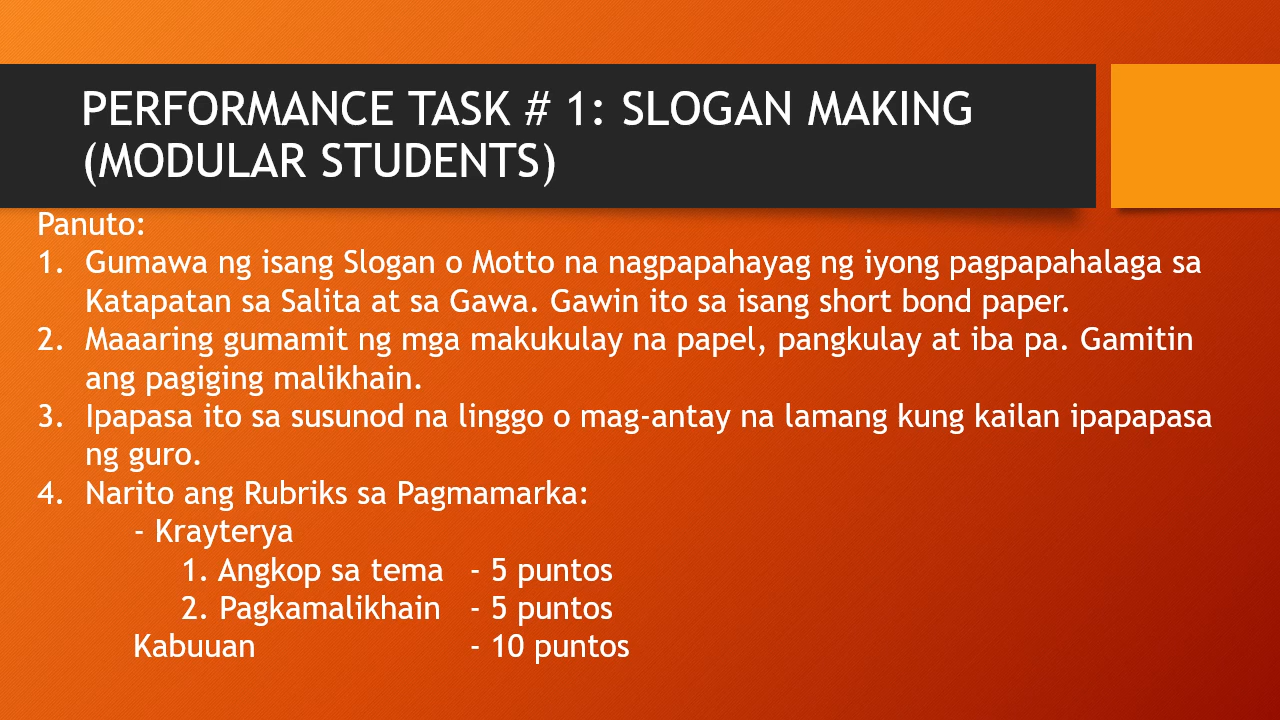 PERFORMANCE TASK # 1: SLOGAN MAKING
(MODULAR STUDENTS)
Panuto:
1. Gumawa ng isang Slogan o Motto na nagpapahayag ng iyong pagpapahalaga sa
Katapatan sa Salita at sa Gawa. Gawin ito sa isang short bond paper.
2. Maaaring gumamit ng mga makukulay na papel, pangkulay at iba pa. Gamitin
ang pagiging malikhain.
3. Ipapasa ito sa susunod na linggo o mag-antay na lamang kung kailan ipapapasa
ng guro.
4. Narito ang Rubriks sa Pagmamarka:
- Krayterya
1. Angkop sa tema - 5 puntos
2. Pagkamalikhain - 5 puntos
Kabuuan - 10 puntos